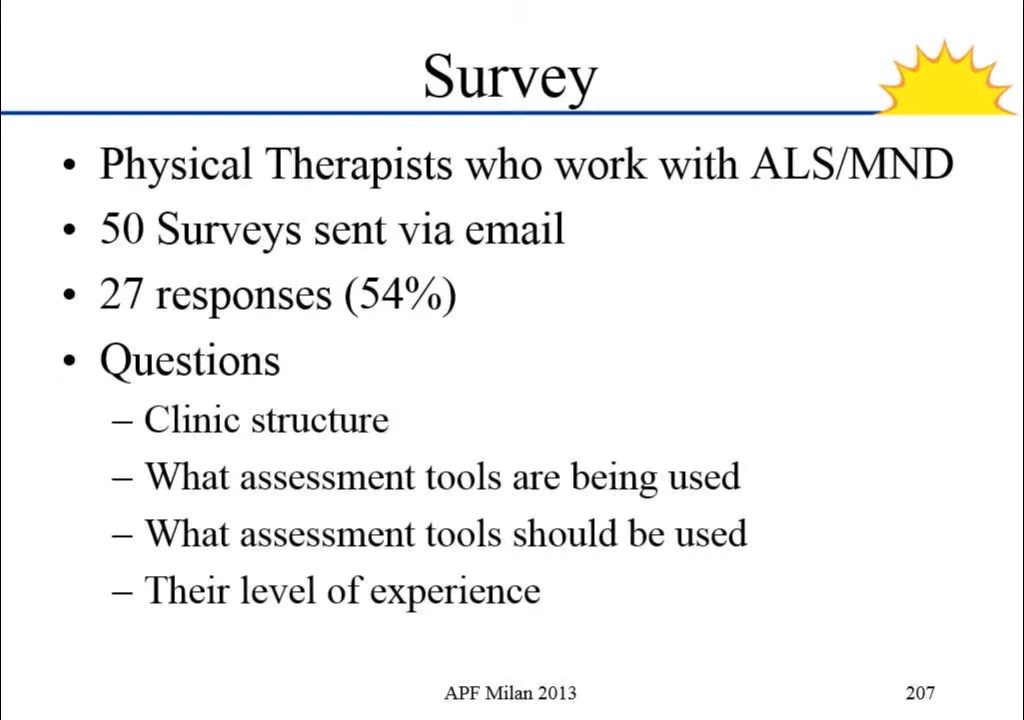 Survey
• Physical Therapists who work with ALS/MND
• 50 Surveys sent via email
• 27 responses (54%)
• Questions
– Clinic structure
– What assessment tools are being used
– What assessment tools should be used
– Their level of experience
APF Milan 2013
207